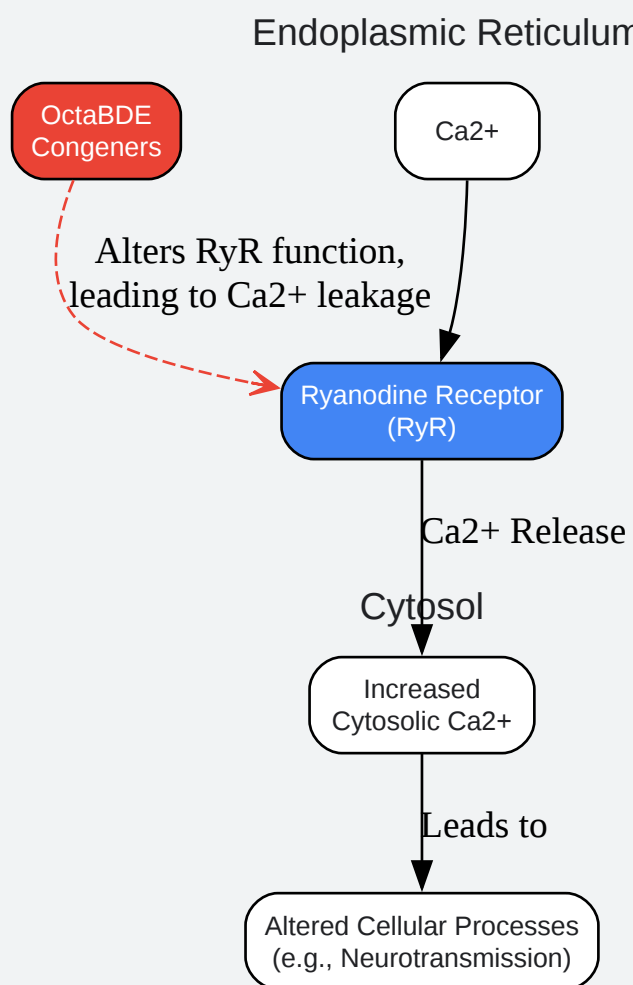 Endoplasmic Reticulum
OctaBDE
Congeners
Ca2+
Alters RyR function,
leading to Ca2+ leakage
Ryanodine Receptor
(RyR)
Ca2+ Release
Cytosol
Increased
Cytosolic Ca2+
Leads to
Altered Cellular Processes
(e.g., Neurotransmission)